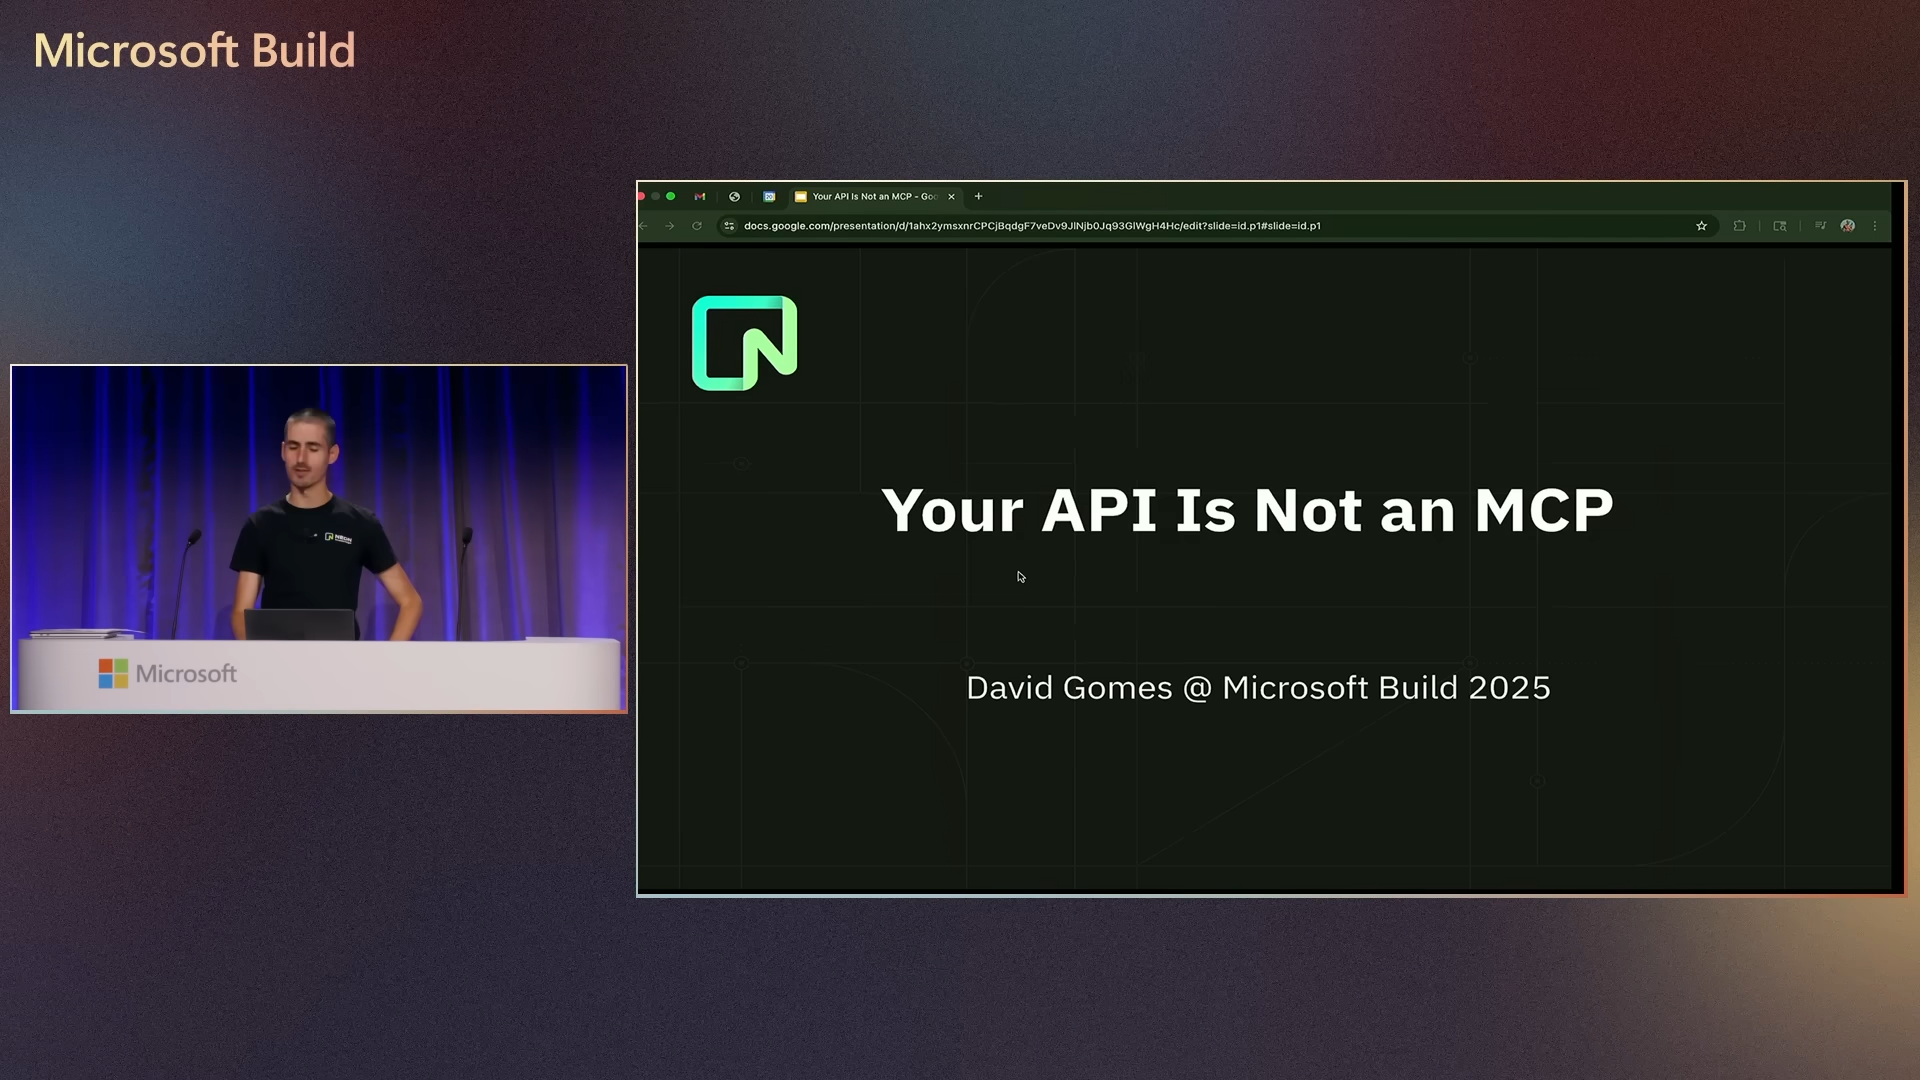 Microsoft Build
Your API Is Not an MCP - Goo
docs.google.com/presentation/d/1ahx2ymsxnrCPCjBqdgF7veDv9JlNjb0Jq93GlWgH4Hc/edit?slide=id.p1#slide=id.p1
Your API Is Not an MCP
David Gomes @ Microsoft Build 2025
NEON
Microsoft